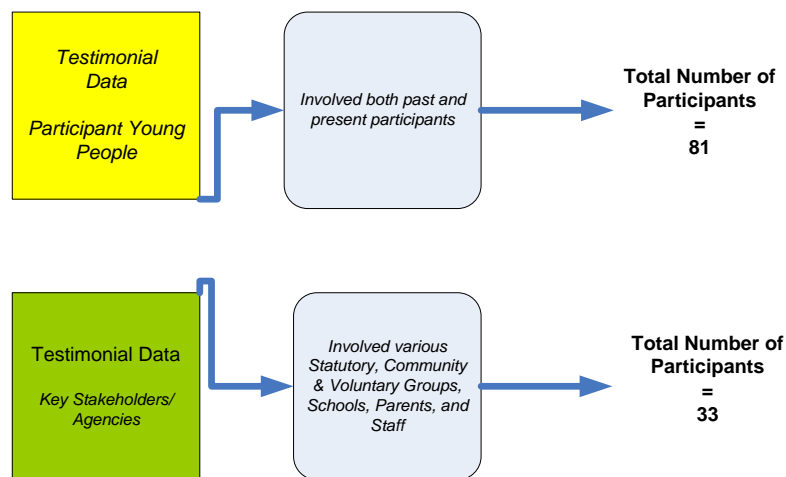 Testimonial
Data
Participant Young
People
Involved both past and
present participants
Total Number of
Participants
=
81
Testimonial Data
Key Stakeholders/
Agencies
Involved various
Statutory, Community
& Voluntary Groups,
Schools, Parents, and
Staff
Total Number of
Participants
=
33